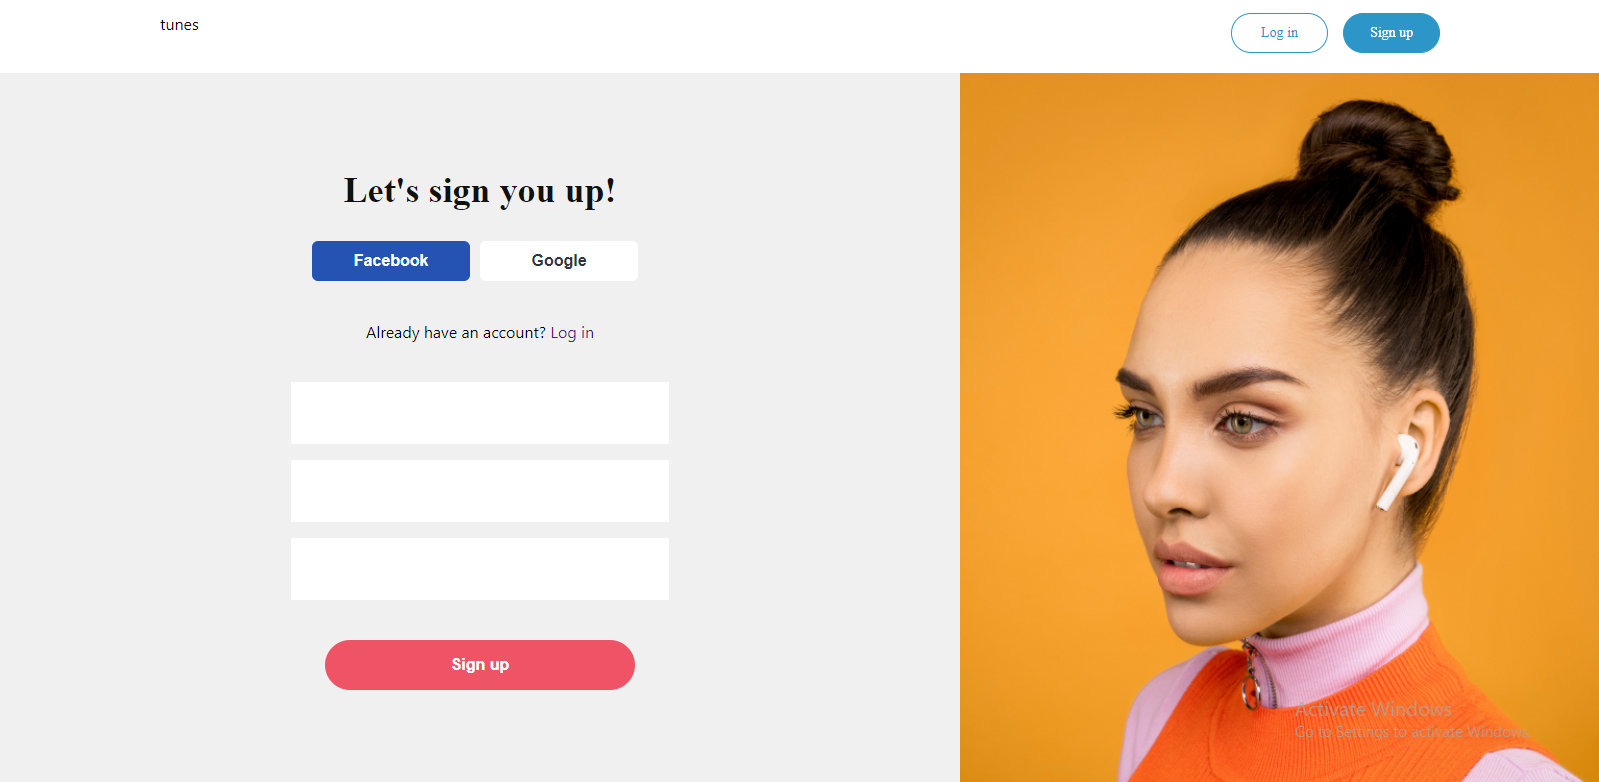 tunes
Log in
Sign up
Let's sign you up!
Facebook
Google
Already have an account? Log in
Sign up
Activate Windows
Go to Settings to activate Windows.